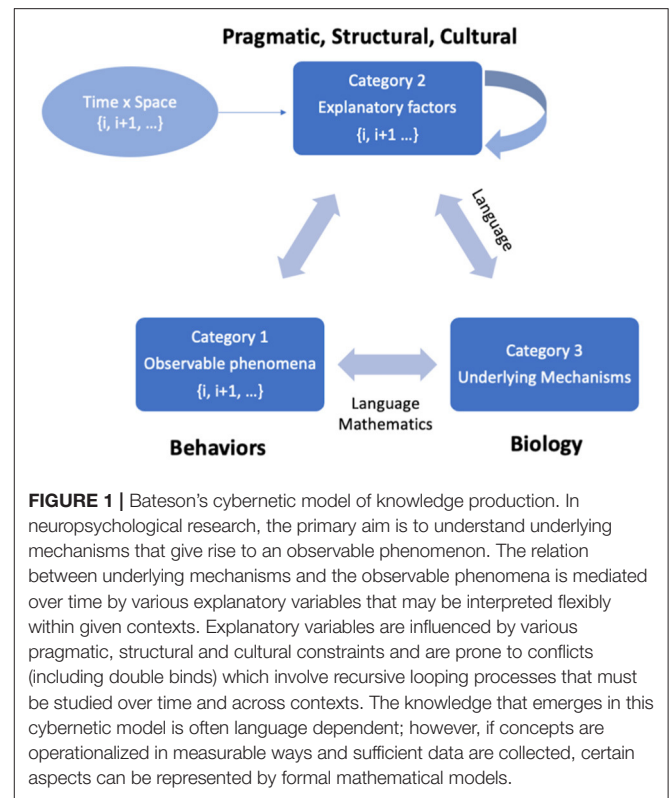 Pragmatic, Structural, Cultural
Time x Space
{i, i+1, ...}
Category 2
Explanatory factors
{i, i+1 ...}
Language
Category 1
Observable phenomena
{i, i+1, ...}
Category 3
Underlying Mechanisms
Language
Mathematics
Behaviors
Biology
FIGURE 1 | Bateson's cybernetic model of knowledge production. In
neuropsychological research, the primary aim is to understand underlying
mechanisms that give rise to an observable phenomenon. The relation
between underlying mechanisms and the observable phenomena is mediated
over time by various explanatory variables that may be interpreted flexibly
within given contexts. Explanatory variables are influenced by various
pragmatic, structural and cultural constraints and are prone to conflicts
(including double binds) which involve recursive looping processes that must
be studied over time and across contexts. The knowledge that emerges in this
cybernetic model is often language dependent; however, if concepts are
operationalized in measurable ways and sufficient data are collected, certain
aspects can be represented by formal mathematical models.